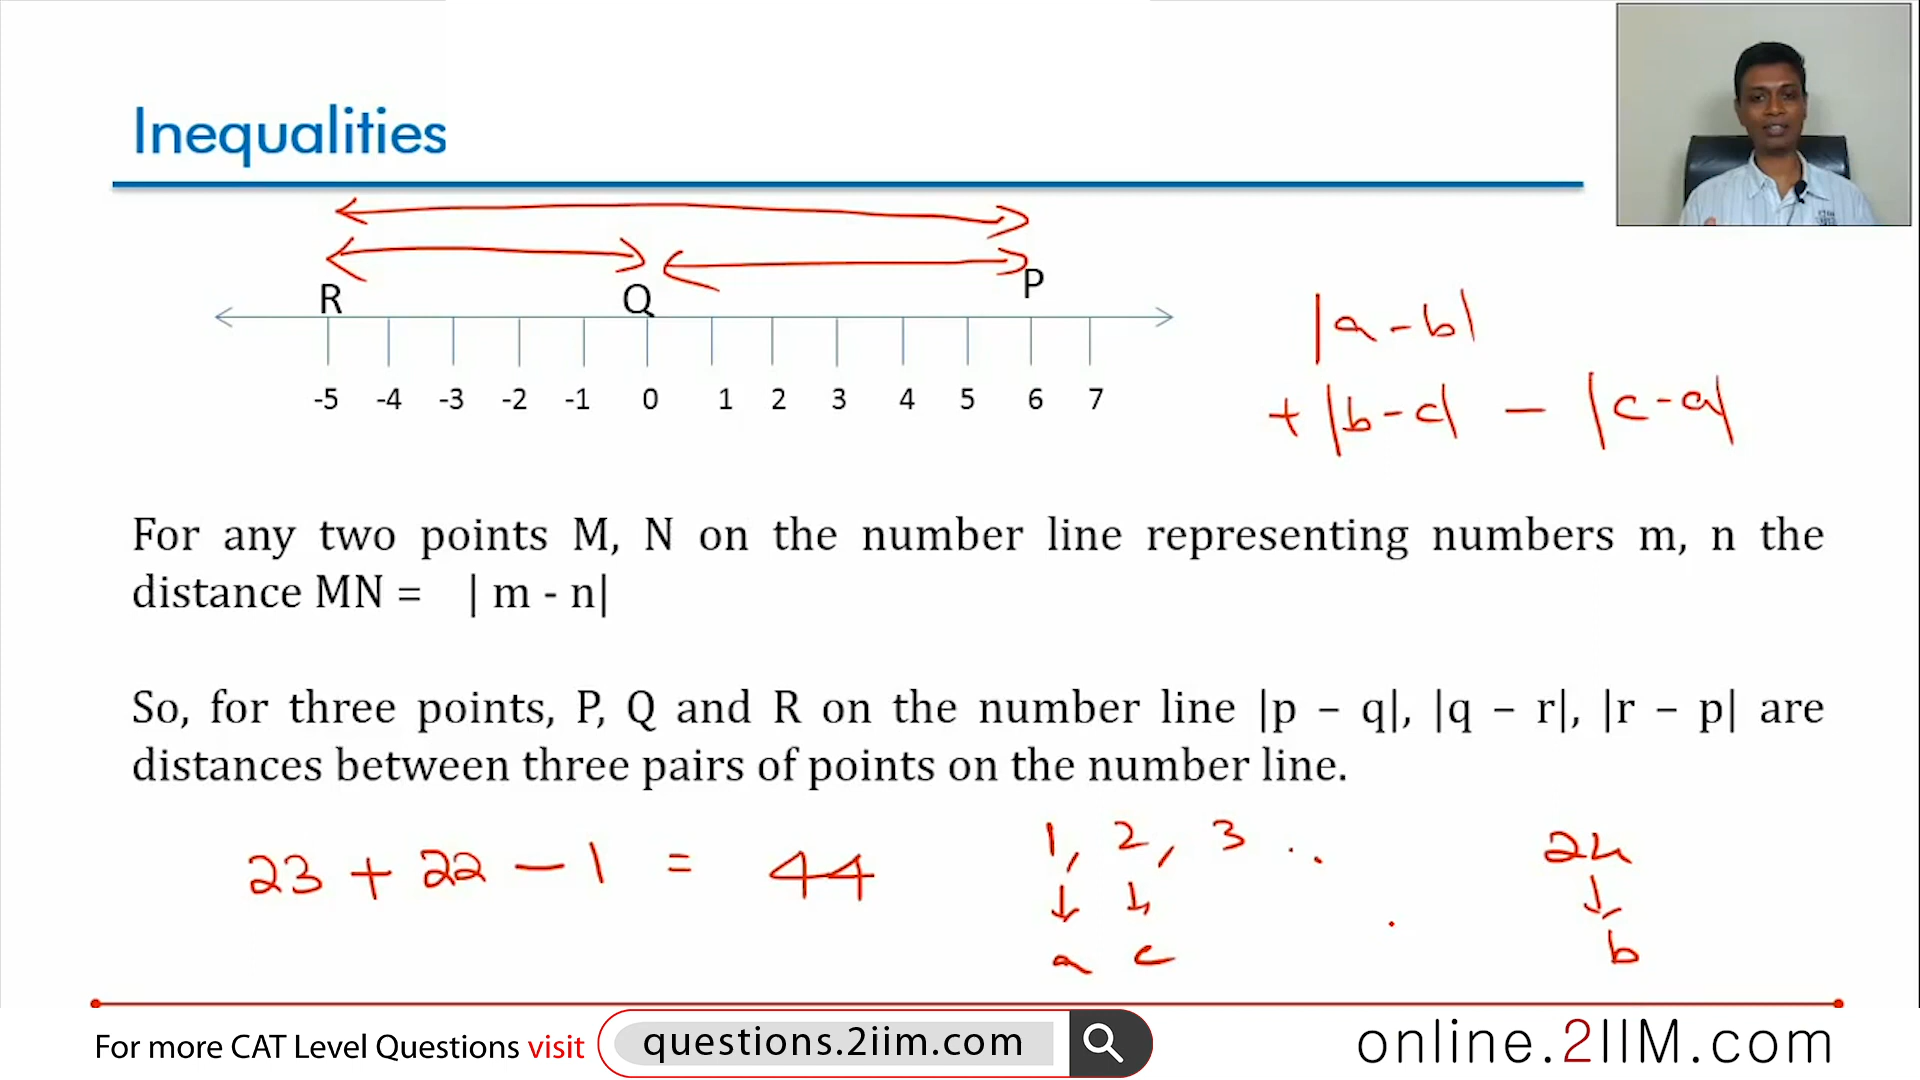 Inequalities
R Q P
-5 -4 -3 -2 -1 0 1 2 3 4 5 6 7
|a-b|
+ |b-c| - |c-a|
For any two points M, N on the number line representing numbers m, n the
distance MN = | m - n|
So, for three points, P, Q and R on the number line |p – q|, |q – r|, |r – p| are
distances between three pairs of points on the number line.
23 + 22 - 1 = 44
1, 2, 3 .. 24
a c b
For more CAT Level Questions visit questions.2iim.com
online.2IIM.com